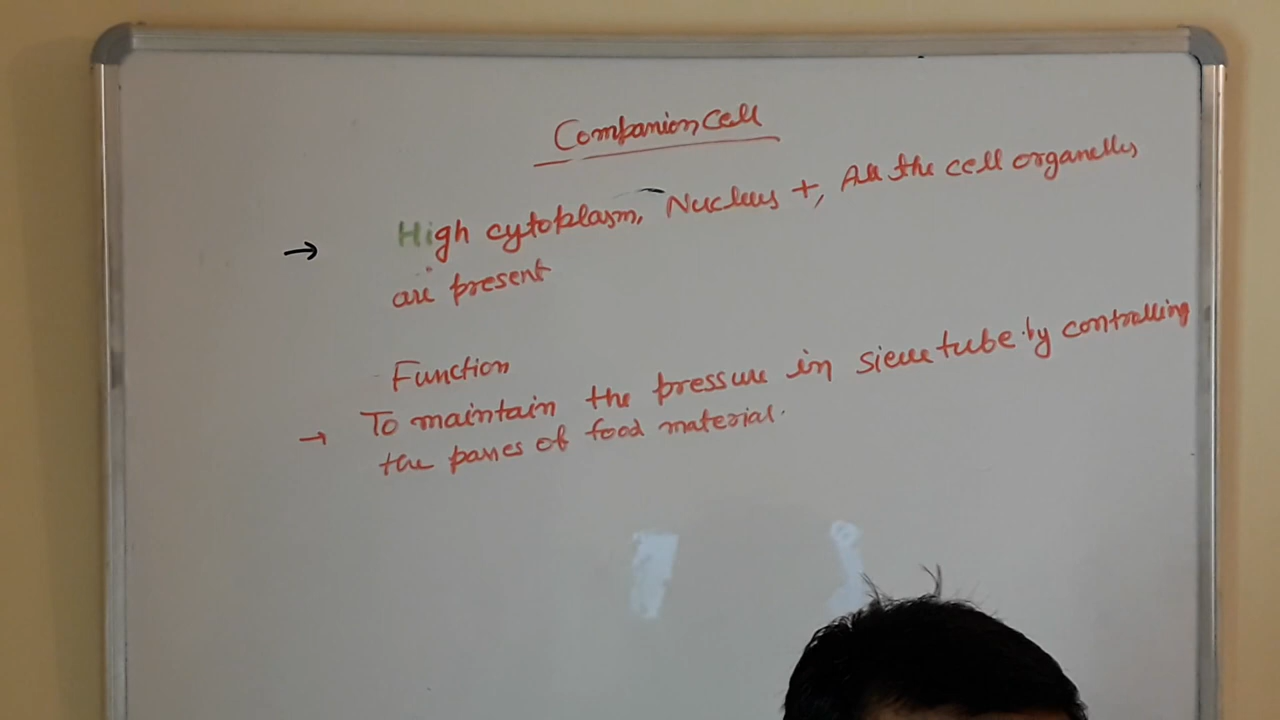 Companion Cell
→ High cytoplasm, Nucleus +, All the cell organelles
are present
Function
→ To maintain the pressure in sieve tube by controlling
the passes of food material.